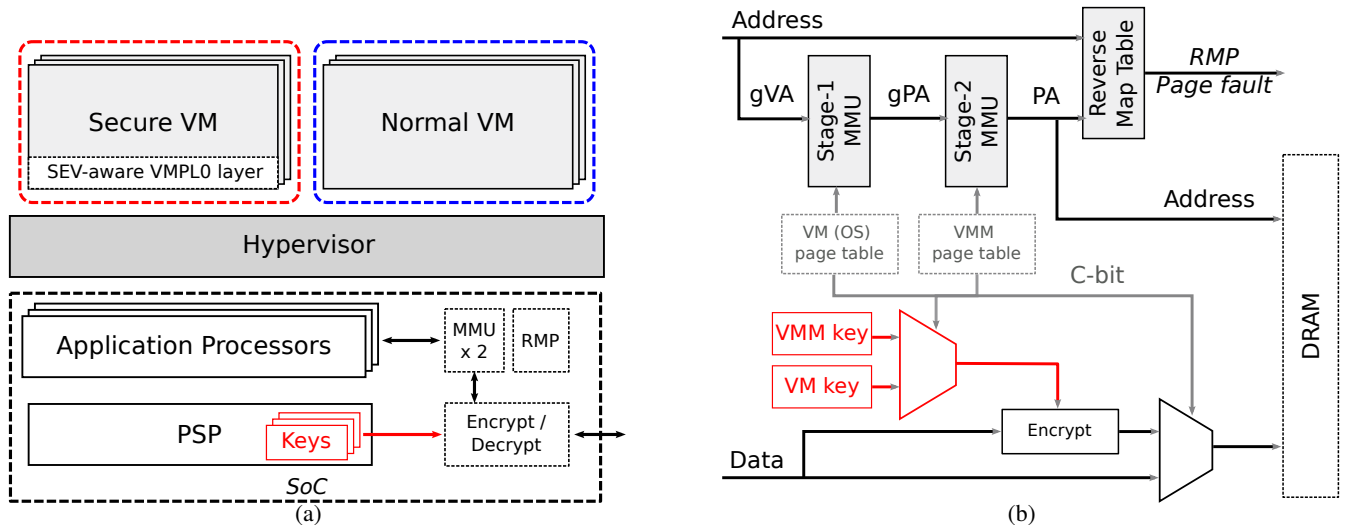 Secure VM
SEV-aware VMPL0 layer
Normal VM
Hypervisor
Application Processors
MMU
x 2
RMP
PSP
Keys
Encrypt /
Decrypt
SoC
(a)
Address
gVA
Stage-1
MMU
gPA
Stage-2
MMU
PA
Reverse
Map Table
RMP
Page fault
VM (OS)
page table
VMM
page table
Address
C-bit
VMM key
VM key
Encrypt
Data
DRAM
(b)